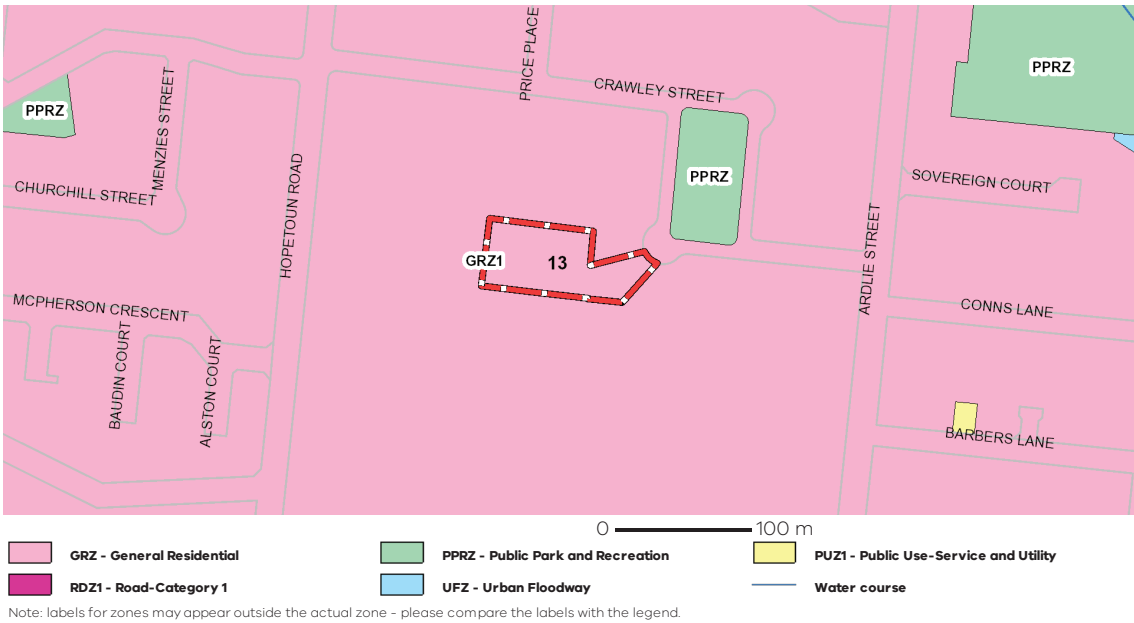 PRICE PLACE
CRAWLEY STREET
PPRZ
PPRZ
MENZIES STREET
PPRZ
CHURCHILL STREET
SOVEREIGN COURT
HOPETOUN ROAD
ARDLIE STREET
GRZ1
13
MCPHERSON CRESCENT
CONNS LANE
BAUDIN COURT
ALSTON COURT
BARBERS LANE
0 100 m
GRZ - General Residential
PPRZ - Public Park and Recreation
PUZ1 - Public Use-Service and Utility
RDZ1 - Road-Category 1
UFZ - Urban Floodway
Water course
Note: labels for zones may appear outside the actual zone - please compare the labels with the legend.